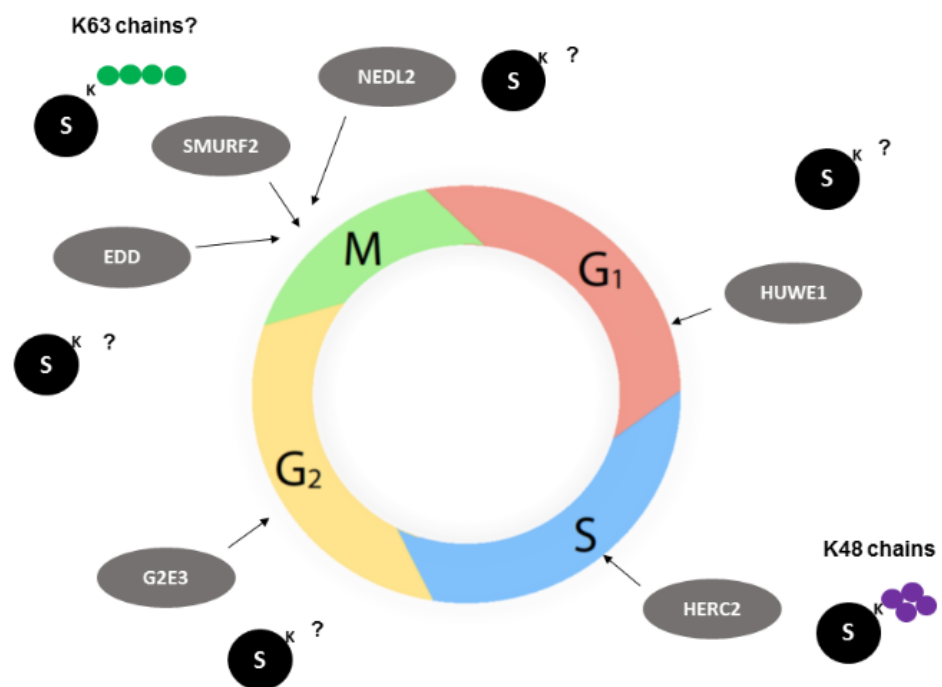 K63 chains?
K
S
SMURF2
NEDL2
S
K ?
S
K ?
EDD
M
G1
HUWE1
S
K ?
G2
S
G2E3
HERC2
K48 chains
S
K
S
K ?